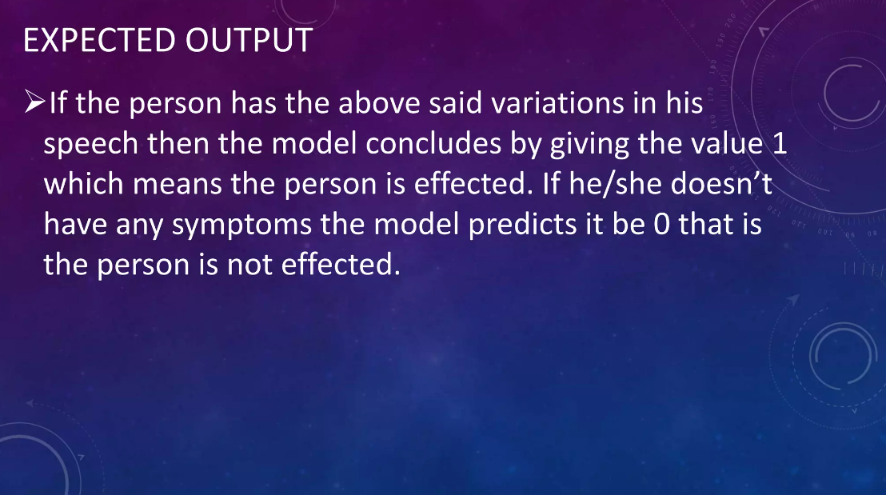 EXPECTED OUTPUT
➢If the person has the above said variations in his
speech then the model concludes by giving the value 1
which means the person is effected. If he/she doesn’t
have any symptoms the model predicts it be 0 that is
the person is not effected.